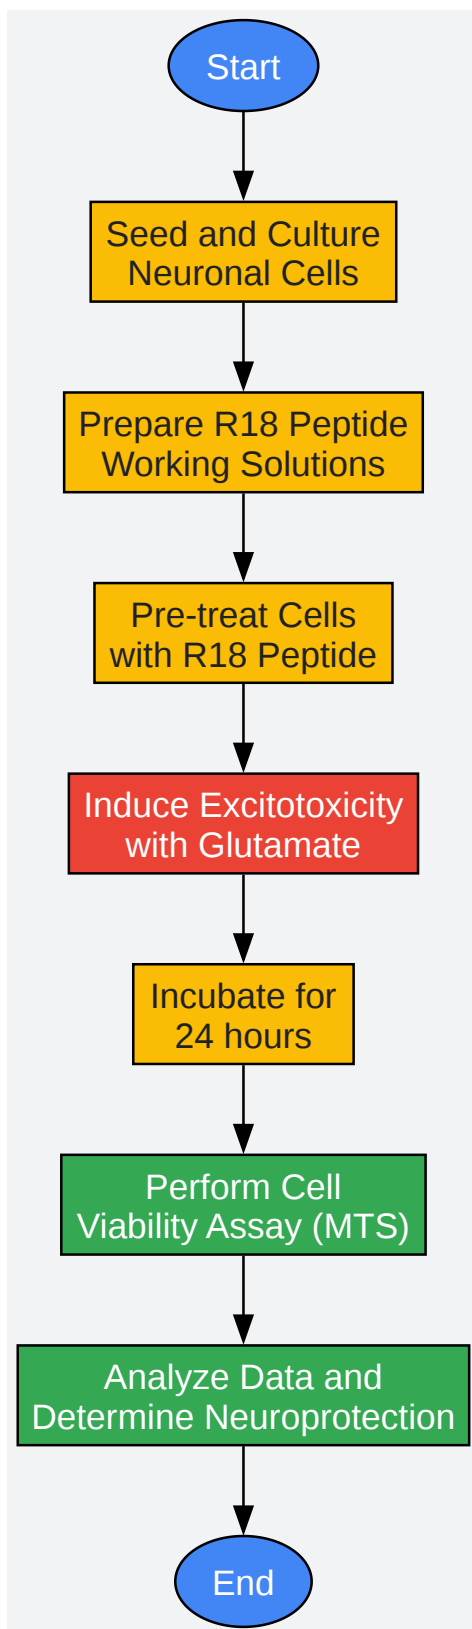 Start
Seed and Culture
Neuronal Cells
Prepare R18 Peptide
Working Solutions
Pre-treat Cells
with R18 Peptide
Induce Excitotoxicity
with Glutamate
Incubate for
24 hours
Perform Cell
Viability Assay (MTS)
Analyze Data and
Determine Neuroprotection
End